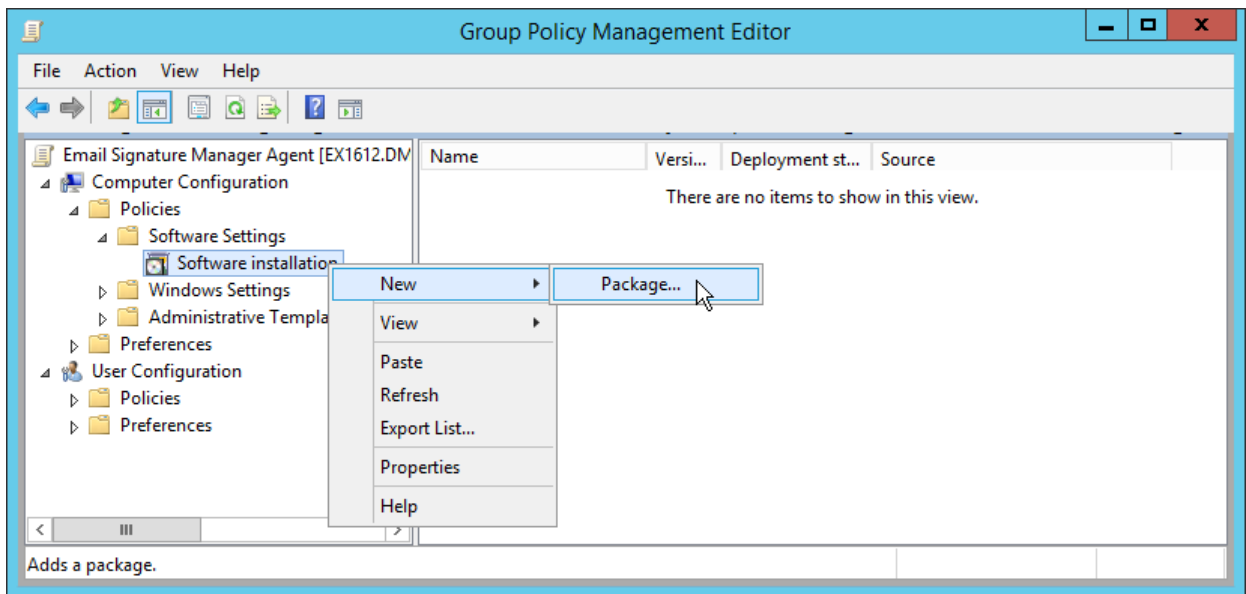 Group Policy Management Editor
File Action View Help
Email Signature Manager Agent [EX1612.DM
Computer Configuration
Policies
Software Settings
Software installation
Windows Settings
Administrative Templa
Preferences
User Configuration
Policies
Preferences
Name Versi... Deployment st... Source
There are no items to show in this view.
New
View
Paste
Refresh
Export List...
Properties
Help
Package...
Adds a package.